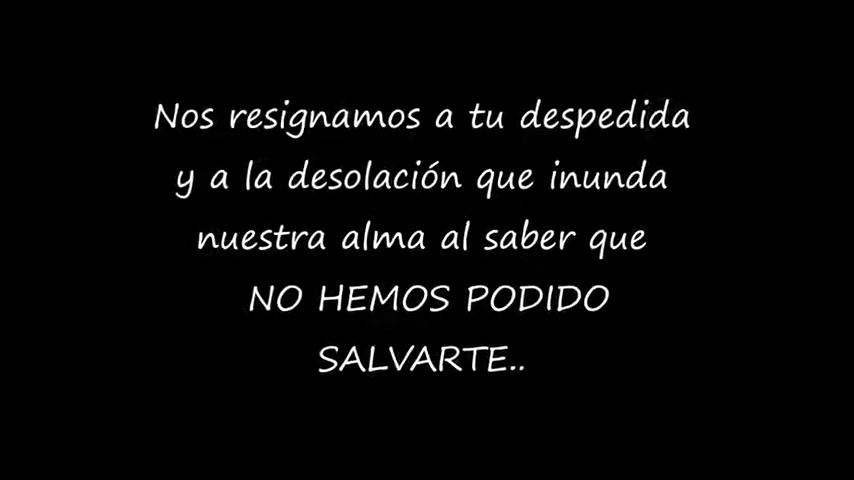 Nos resignamos a tu despedida
y a la desolación que inunda
nuestra alma al saber que
NO HEMOS PODIDO
SALVARTE..